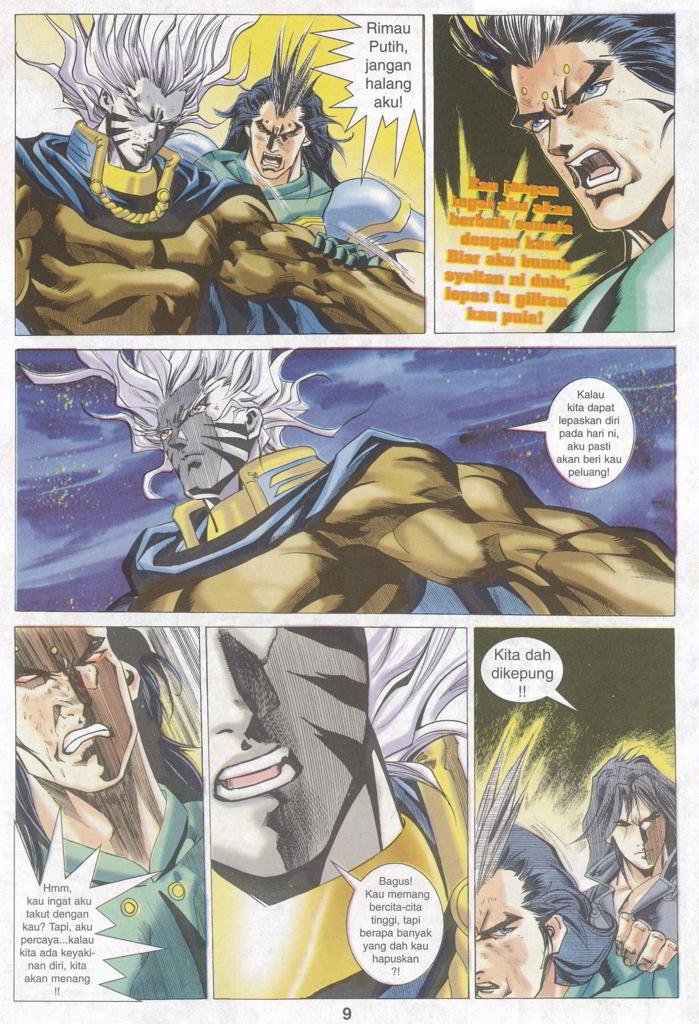 Rimau
Putih,
jangan
halang
aku!
Kau jangan
ingat aku akan
berbaik semula
dengan kau.
Biar aku bunuh
syaitan ni dulu,
lepas tu giliran
kau pula!
Kalau
kita dapat
lepaskan diri
pada hari ni,
aku pasti
akan beri kau
peluang!
Hmm,
kau ingat aku
takut dengan
kau? Tapi, aku
percaya...kalau
kita ada keyaki-
nan diri, kita
akan menang
!!
Bagus!
Kau memang
bercita-cita
tinggi, tapi
berapa banyak
yang dah kau
hapuskan
?!
Kita dah
dikepung
!!
9